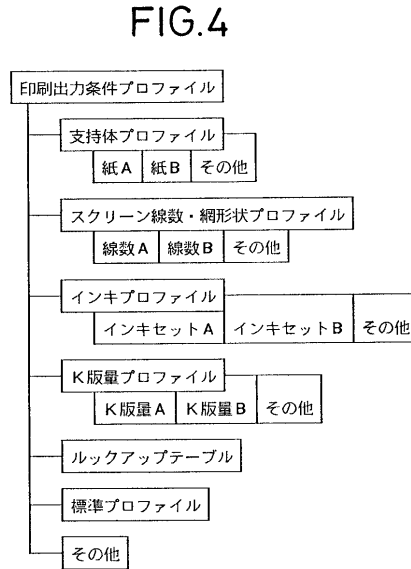 FIG.4
印刷出力条件プロファイル
支持体プロファイル
紙A 紙B その他
スクリーン線数・網形状プロファイル
線数A 線数B その他
インキプロファイル
インキセットA インキセットB その他
K版量プロファイル
K版量A K版量B その他
ルックアップテーブル
標準プロファイル
その他